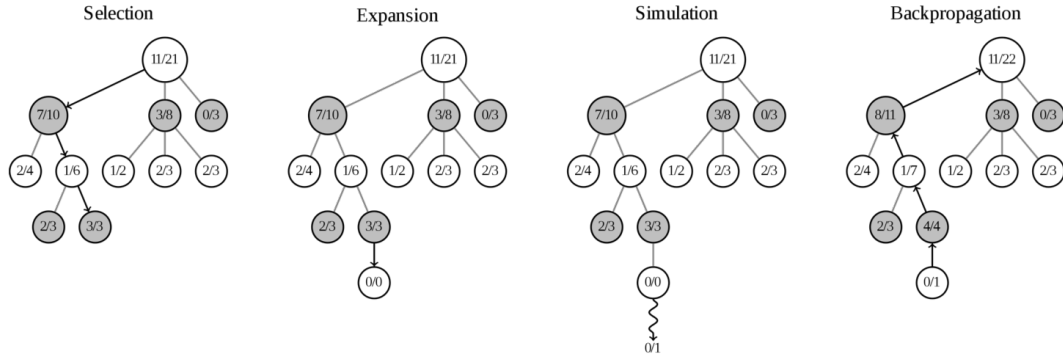 Selection
11/21
7/10 3/8 0/3
2/4 1/6 1/2 2/3 2/3
2/3 3/3
Expansion
11/21
7/10 3/8 0/3
2/4 1/6 1/2 2/3 2/3
2/3 3/3
0/0
Simulation
11/21
7/10 3/8 0/3
2/4 1/6 1/2 2/3 2/3
2/3 3/3
0/0
0/1
Backpropagation
11/22
8/11 3/8 0/3
2/4 1/7 1/2 2/3 2/3
2/3 4/4
0/1